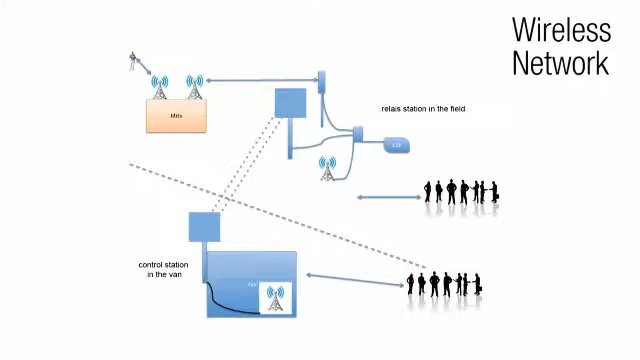 Wireless
Network
relais station in the field
control station
in the van